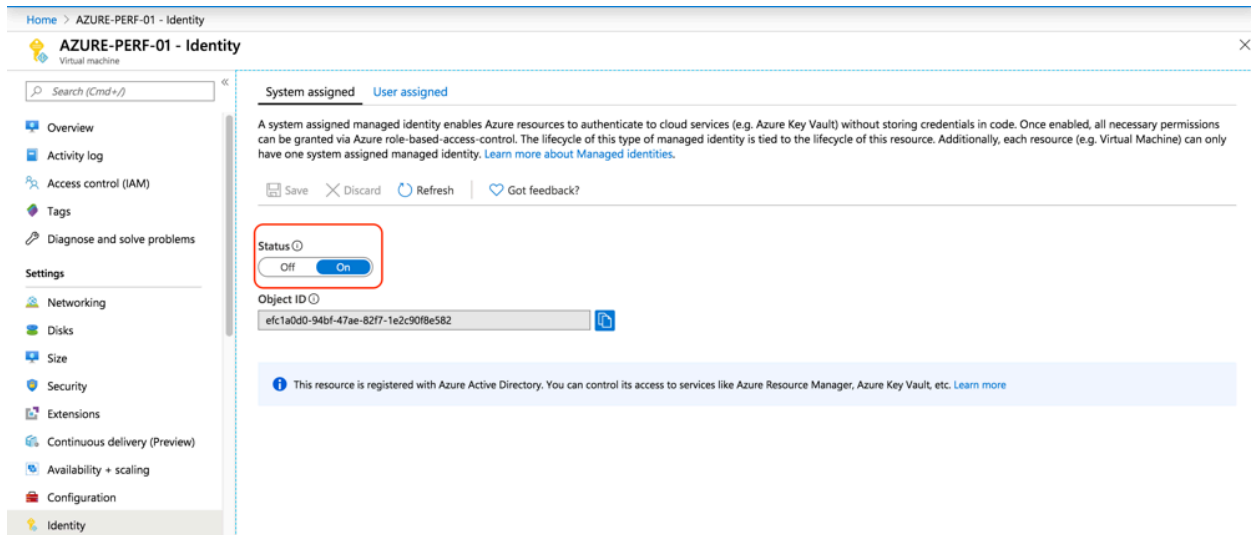 Home > AZURE-PERF-01 - Identity
AZURE-PERF-01 - Identity
Virtual machine
Search (Cmd+/)
«
Overview
Activity log
Access control (IAM)
Tags
Diagnose and solve problems
Settings
Networking
Disks
Size
Security
Extensions
Continuous delivery (Preview)
Availability + scaling
Configuration
Identity
System assigned User assigned
A system assigned managed identity enables Azure resources to authenticate to cloud services (e.g. Azure Key Vault) without storing credentials in code. Once enabled, all necessary permissions
can be granted via Azure role-based-access-control. The lifecycle of this type of managed identity is tied to the lifecycle of this resource. Additionally, each resource (e.g. Virtual Machine) can only
have one system assigned managed identity. Learn more about Managed identities.
Save Discard Refresh Got feedback?
Status
Off On
Object ID
efc1a0d0-94bf-47ae-82f7-1e2c90f8e582
This resource is registered with Azure Active Directory. You can control its access to services like Azure Resource Manager, Azure Key Vault, etc. Learn more